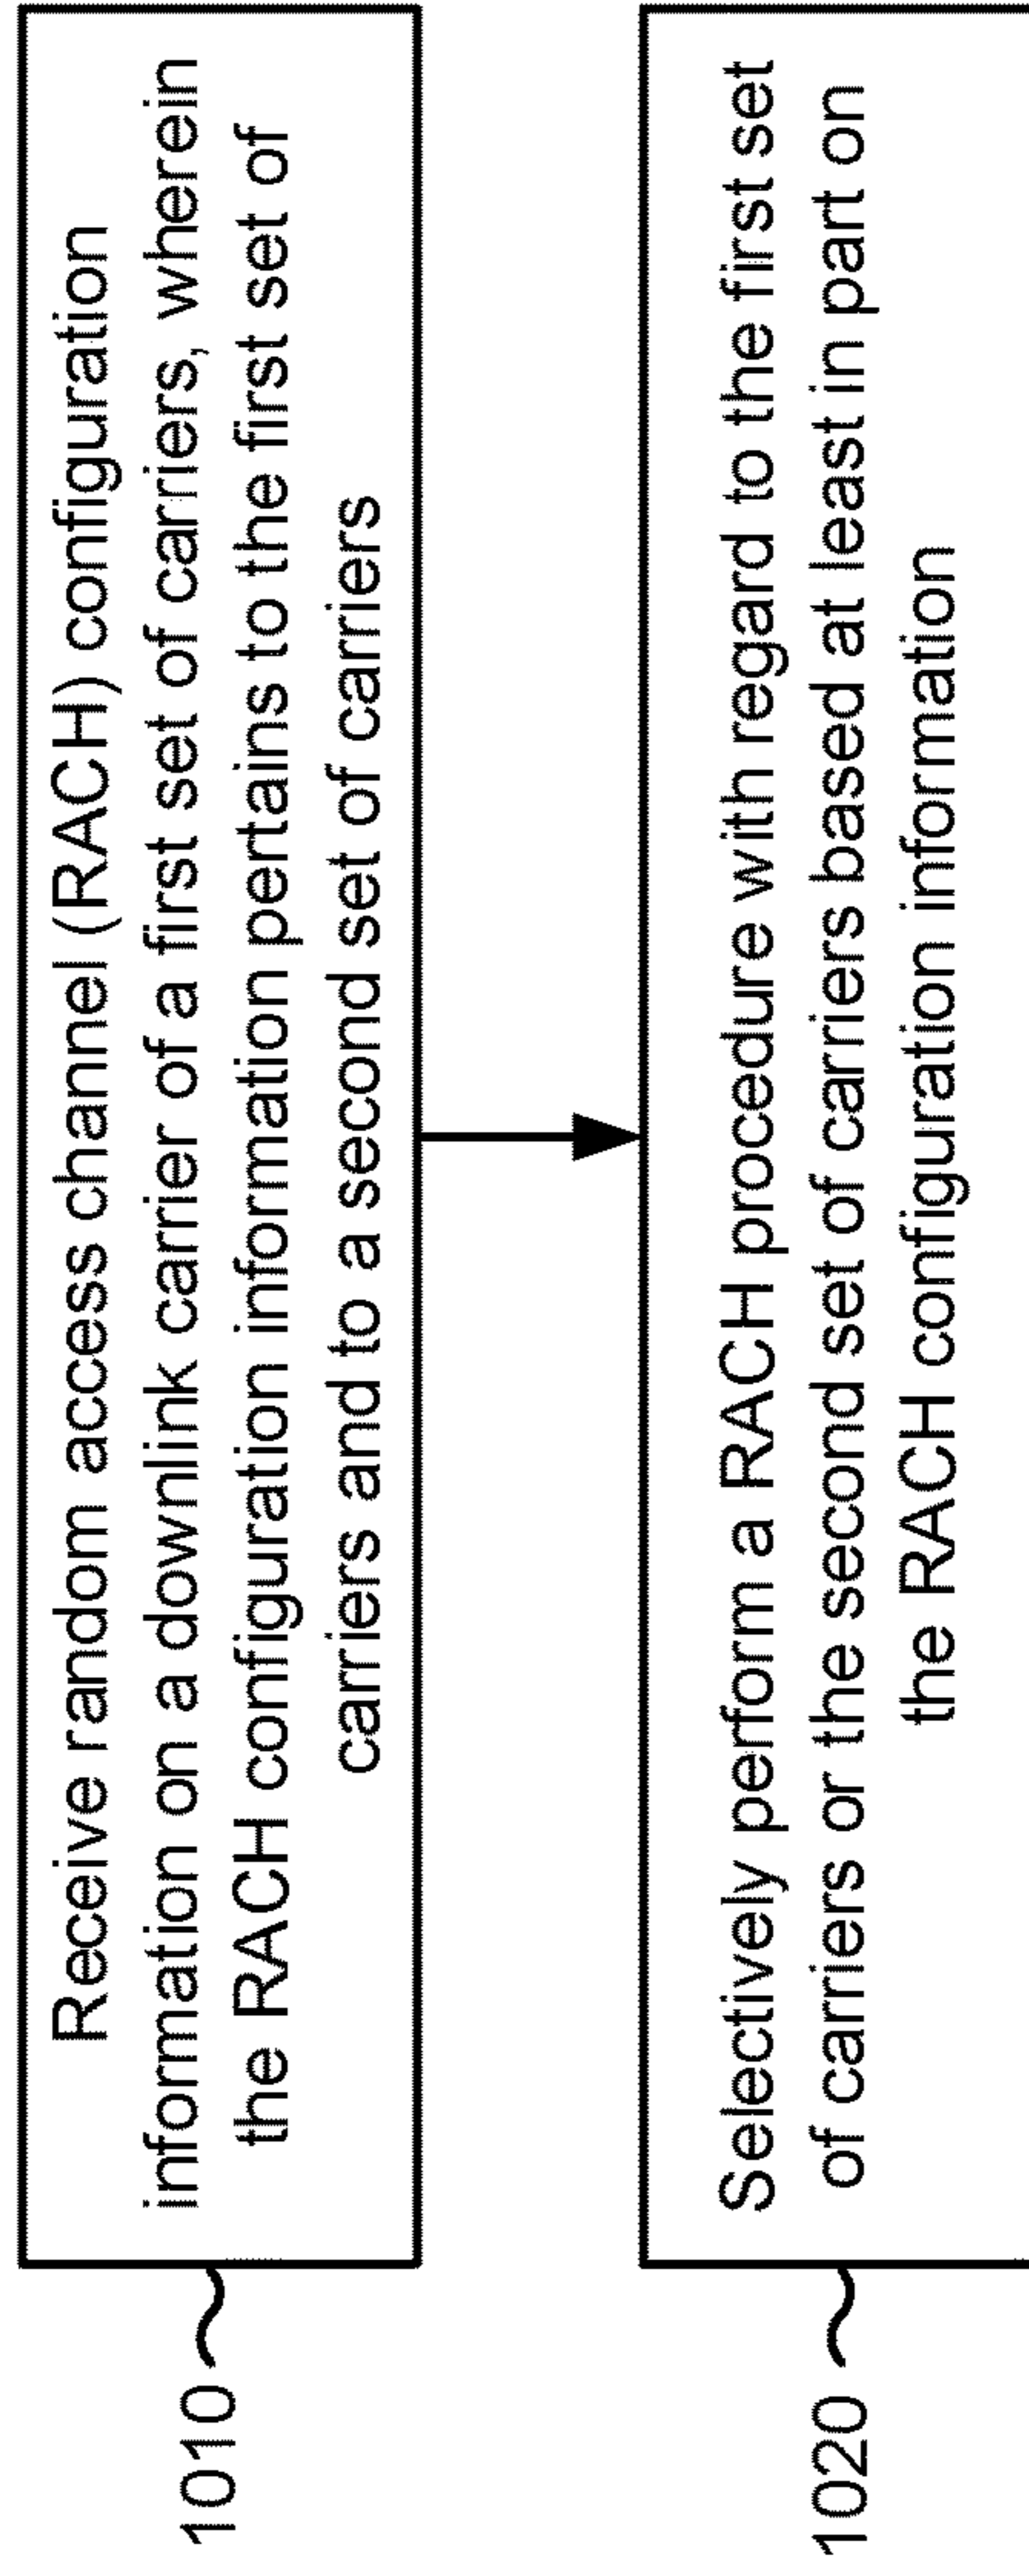 1010
Receive random access channel (RACH) configuration
information on a downlink carrier of a first set of carriers, wherein
the RACH configuration information pertains to the first set of
carriers and to a second set of carriers
1020
Selectively perform a RACH procedure with regard to the first set
of carriers or the second set of carriers based at least in part on
the RACH configuration information